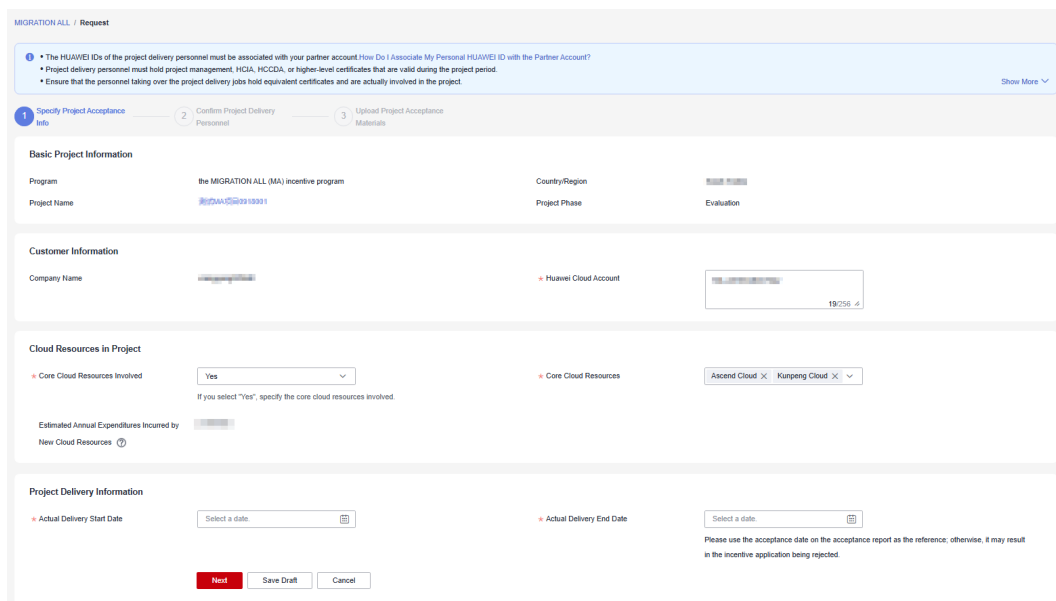 MIGRATION ALL / Request
• The HUAWEI IDs of the project delivery personnel must be associated with your partner account.How Do I Associate My Personal HUAWEI ID with the Partner Account?
• Project delivery personnel must hold project management, HCIA, HCCDA, or higher-level certificates that are valid during the project period.
• Ensure that the personnel taking over the project delivery jobs hold equivalent certificates and are actually involved in the project.
Show More
1 Specify Project Acceptance Info
2 Confirm Project Delivery Personnel
3 Upload Project Acceptance Materials
Basic Project Information
Program the MIGRATION ALL (MA) incentive program Country/Region
Project Name Project Phase Evaluation
Customer Information
Company Name * Huawei Cloud Account
19/256
Cloud Resources in Project
* Core Cloud Resources Involved Yes * Core Cloud Resources Ascend Cloud × Kunpeng Cloud ×
If you select "Yes", specify the core cloud resources involved.
Estimated Annual Expenditures Incurred by
New Cloud Resources ?
Project Delivery Information
* Actual Delivery Start Date Select a date. * Actual Delivery End Date Select a date.
Please use the acceptance date on the acceptance report as the reference; otherwise, it may result
in the incentive application being rejected.
Next Save Draft Cancel